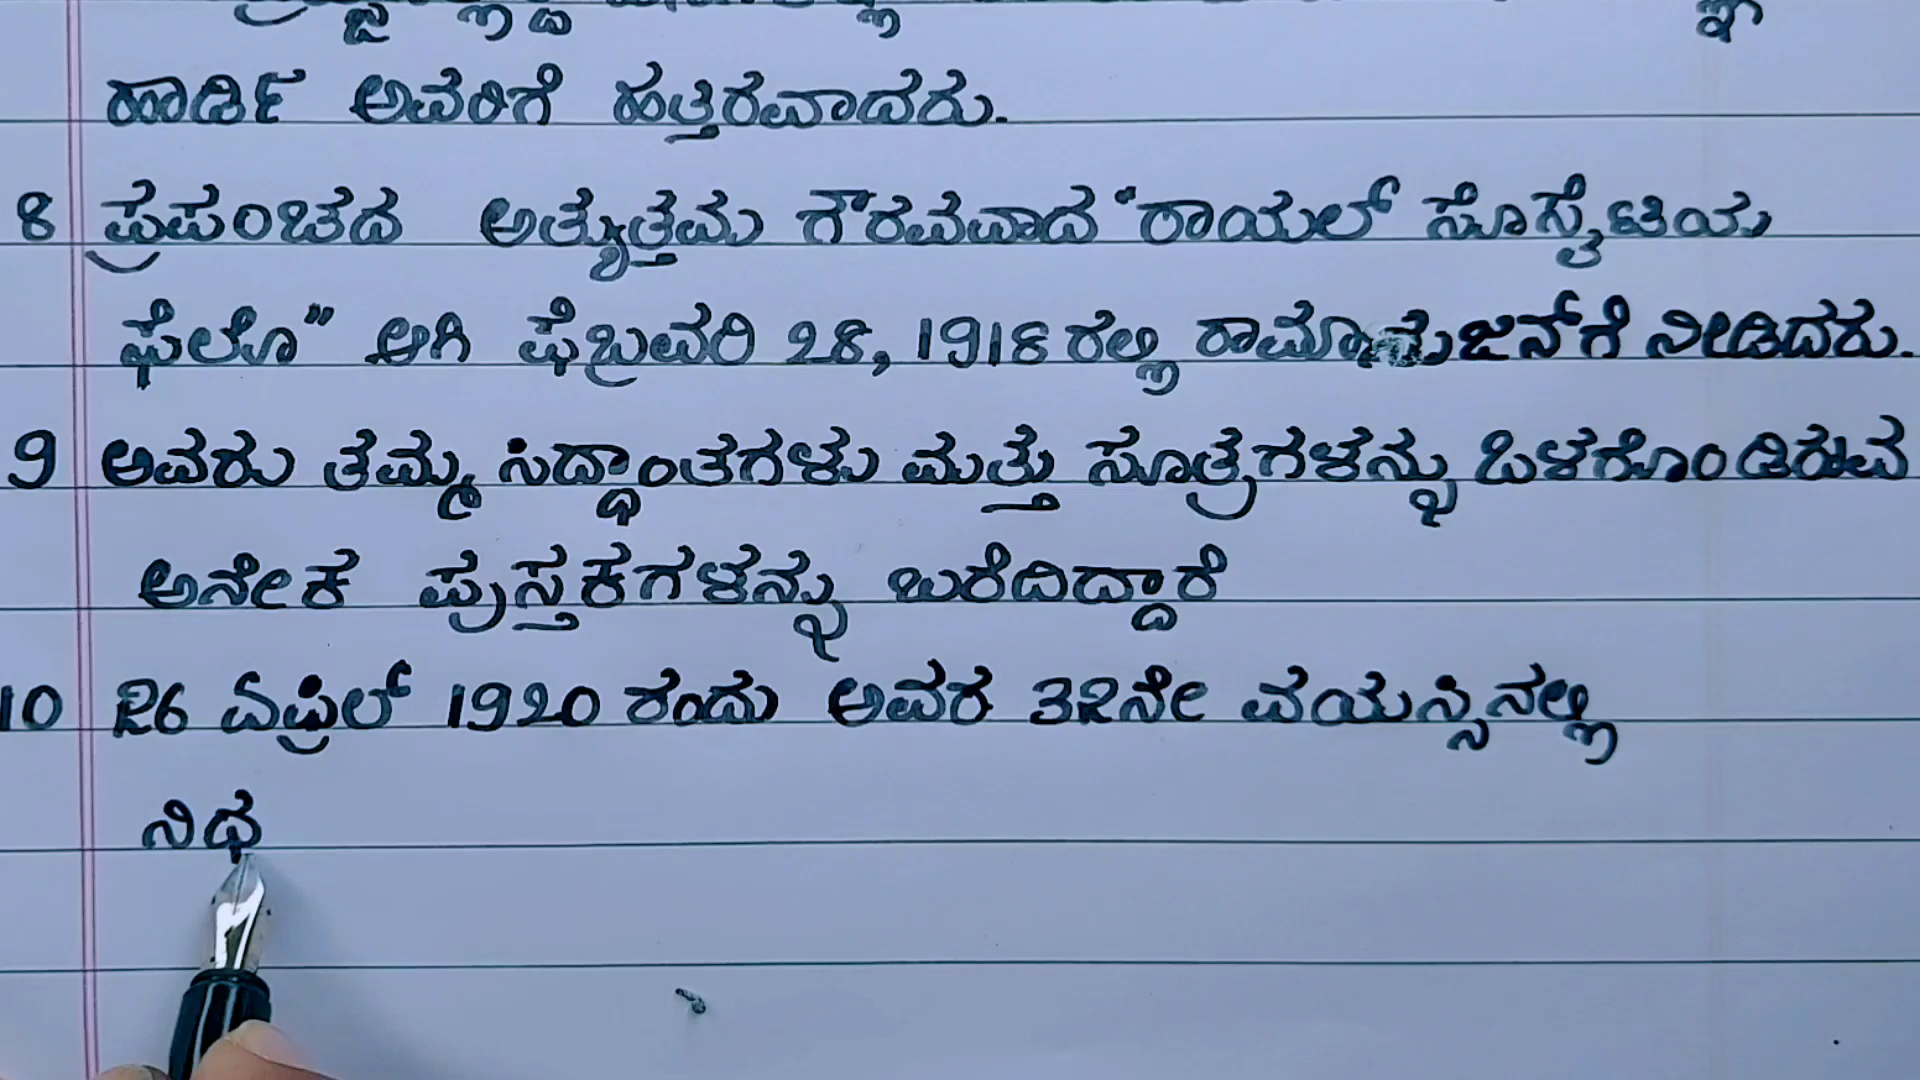 ಹಾರ್ಡಿ ಅವರಿಗೆ ಹತ್ತಿರವಾದರು.
8 ಪ್ರಪಂಚದ ಅತ್ಯುತ್ತಮ ಗೌರವವಾದ "ರಾಯಲ್ ಸೊಸೈಟಿಯ
ಫೆಲೋ" ಆಗಿ ಫೆಬ್ರವರಿ 28, 1918 ರಲ್ಲಿ ರಾಮಾನುಜನ್‌ಗೆ ನೀಡಿದರು.
9 ಅವರು ತಮ್ಮ ಸಿದ್ಧಾಂತಗಳು ಮತ್ತು ಸೂತ್ರಗಳನ್ನು ಒಳಗೊಂಡಿರುವ
ಅನೇಕ ಪುಸ್ತಕಗಳನ್ನು ಬರೆದಿದ್ದಾರೆ
10 26 ಏಪ್ರಿಲ್ 1920 ರಂದು ಅವರ 32ನೇ ವಯಸ್ಸಿನಲ್ಲಿ
ನಿಧ